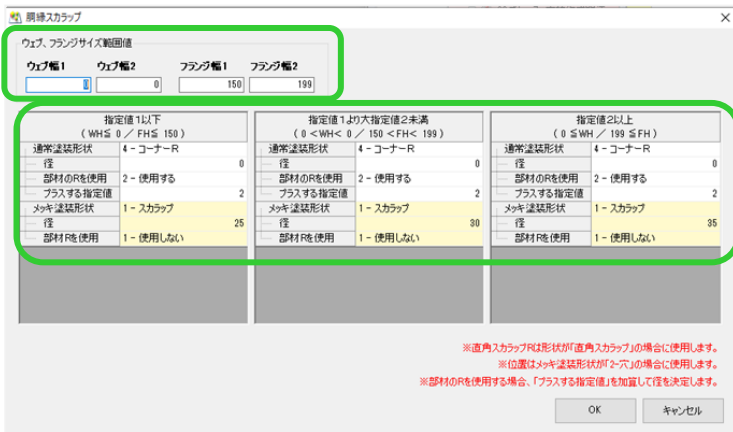 胴縁スカラップ
ウェブ、フランジサイズ範囲値
ウェブ幅1 ウェブ幅2 フランジ幅1 フランジ幅2
0 0 150 199
指定値1以下 指定値1より大指定値2未満 指定値2以上
( WH≦ 0 ／ FH≦ 150 ) ( 0 <WH< 0 ／ 150 <FH< 199 ) ( 0 ≦WH ／ 199 ≦FH )
通常塗装形状 4 - コーナーR 通常塗装形状 4 - コーナーR 通常塗装形状 4 - コーナーR
径 0 径 0 径 0
部材のRを使用 2 - 使用する 部材のRを使用 2 - 使用する 部材のRを使用 2 - 使用する
プラスする指定値 2 プラスする指定値 2 プラスする指定値 2
メッキ塗装形状 1 - スカラップ メッキ塗装形状 1 - スカラップ メッキ塗装形状 1 - スカラップ
径 25 径 30 径 35
部材Rを使用 1 - 使用しない 部材Rを使用 1 - 使用しない 部材Rを使用 1 - 使用しない
※直角スカラップRは形状が「直角スカラップ」の場合に使用します。
※位置はメッキ塗装形状が「2-穴」の場合に使用します。
※部材のRを使用する場合、「プラスする指定値」を加算して径を決定します。
OK キャンセル